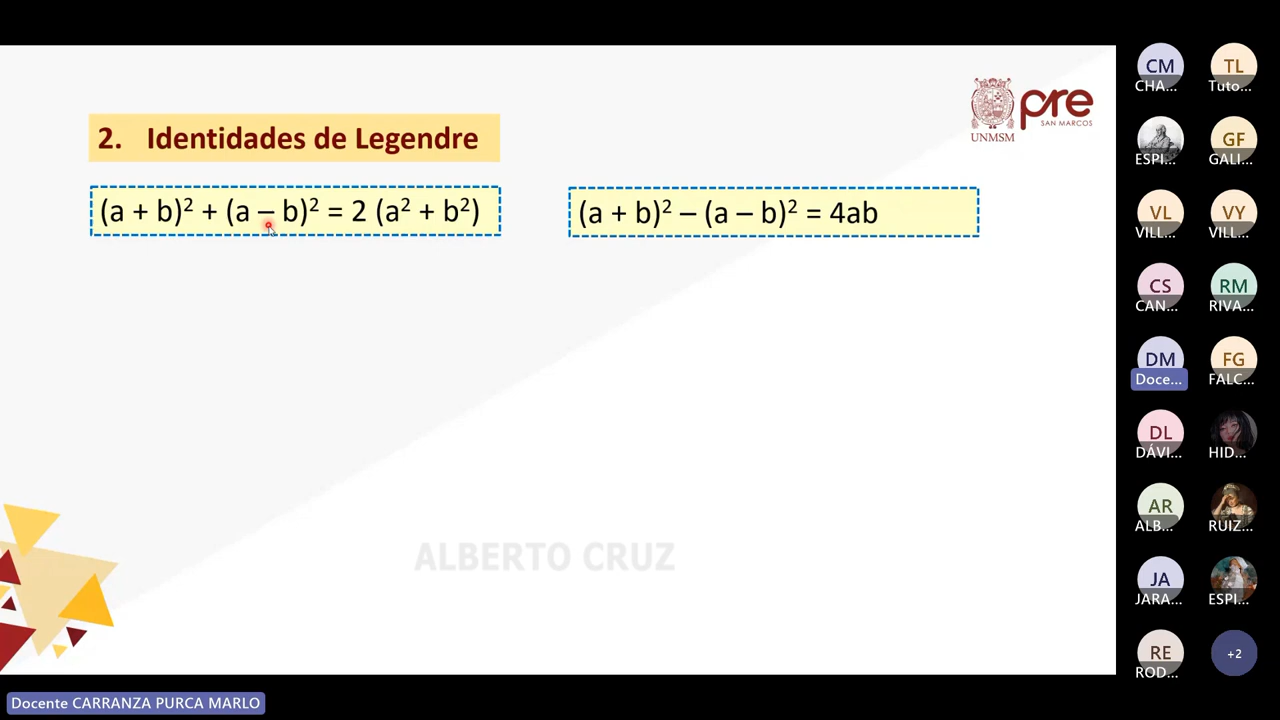 pre
SAN MARCOS
UNMSM
2. Identidades de Legendre
(a + b)² + (a – b)² = 2 (a² + b²)
(a + b)² – (a – b)² = 4ab
ALBERTO CRUZ
CM
CHA...
TL
Tuto...
ESPI...
GF
GALI...
VL
VILL...
VY
VILL...
CS
CAN...
RM
RIVA...
DM
Doce...
FG
FALC...
DL
DÁVI...
HID...
AR
ALB...
RUIZ...
JA
JARA...
ESPI...
RE
ROD...
+2
Docente CARRANZA PURCA MARLO